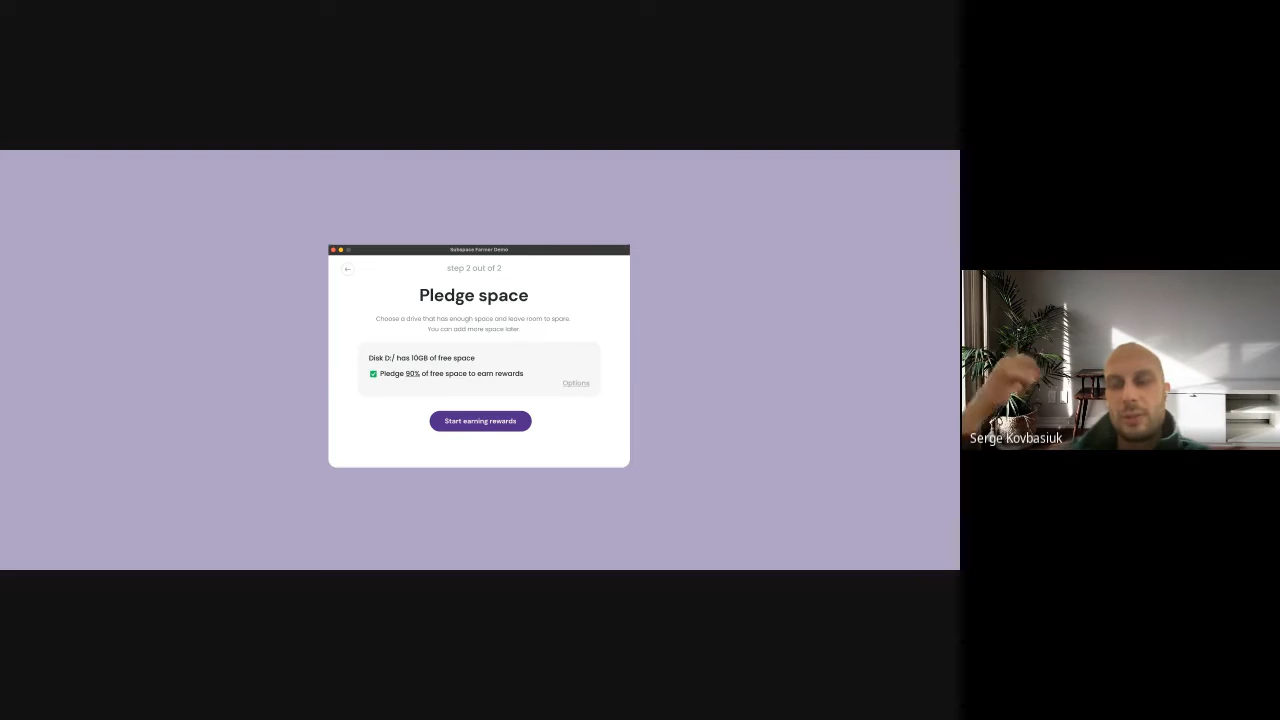 Subspace Farmer Demo
step 2 out of 2
Pledge space
Choose a drive that has enough space and leave room to spare.
You can add more space later.
Disk D:/ has 10GB of free space
Pledge 90% of free space to earn rewards
Options
Start earning rewards
Serge Kovbasiuk